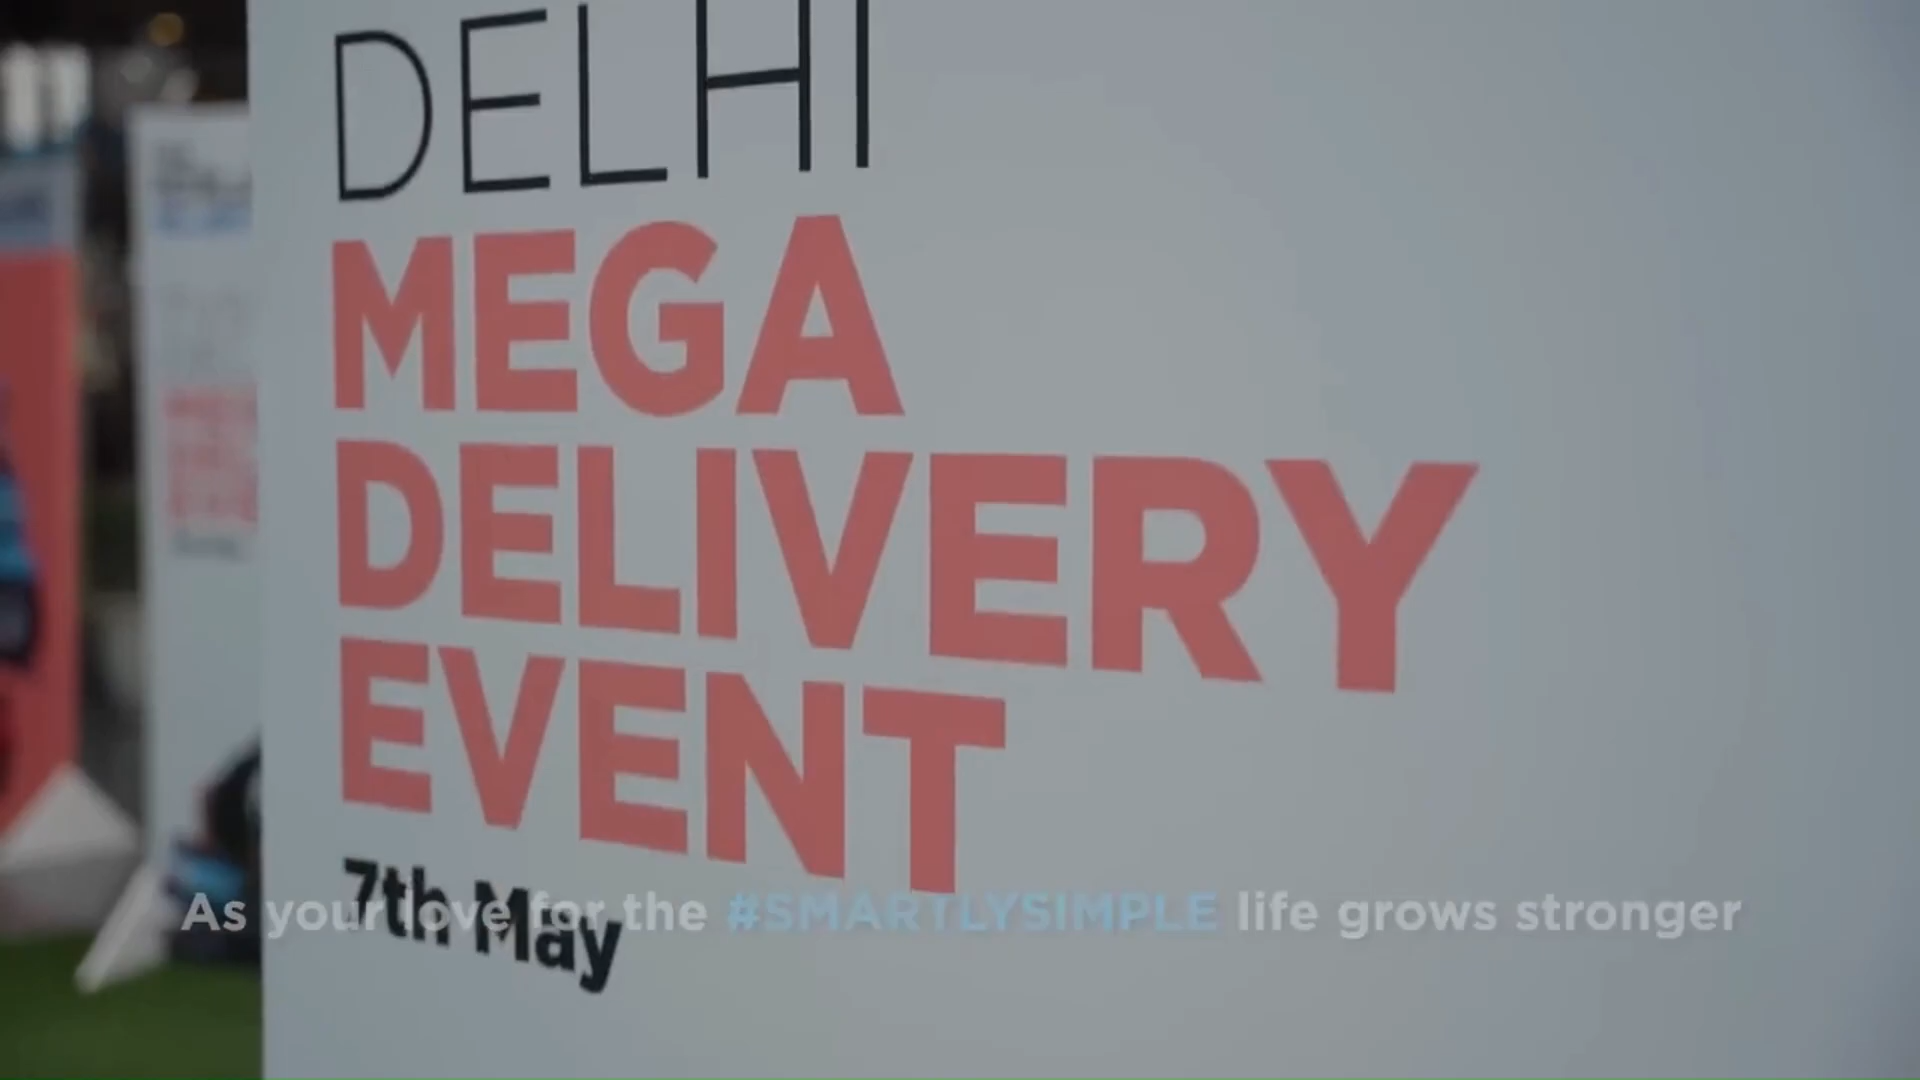 DELHI
MEGA
DELIVERY
EVENT
7th May
As your love for the #SMARTLYSIMPLE life grows stronger